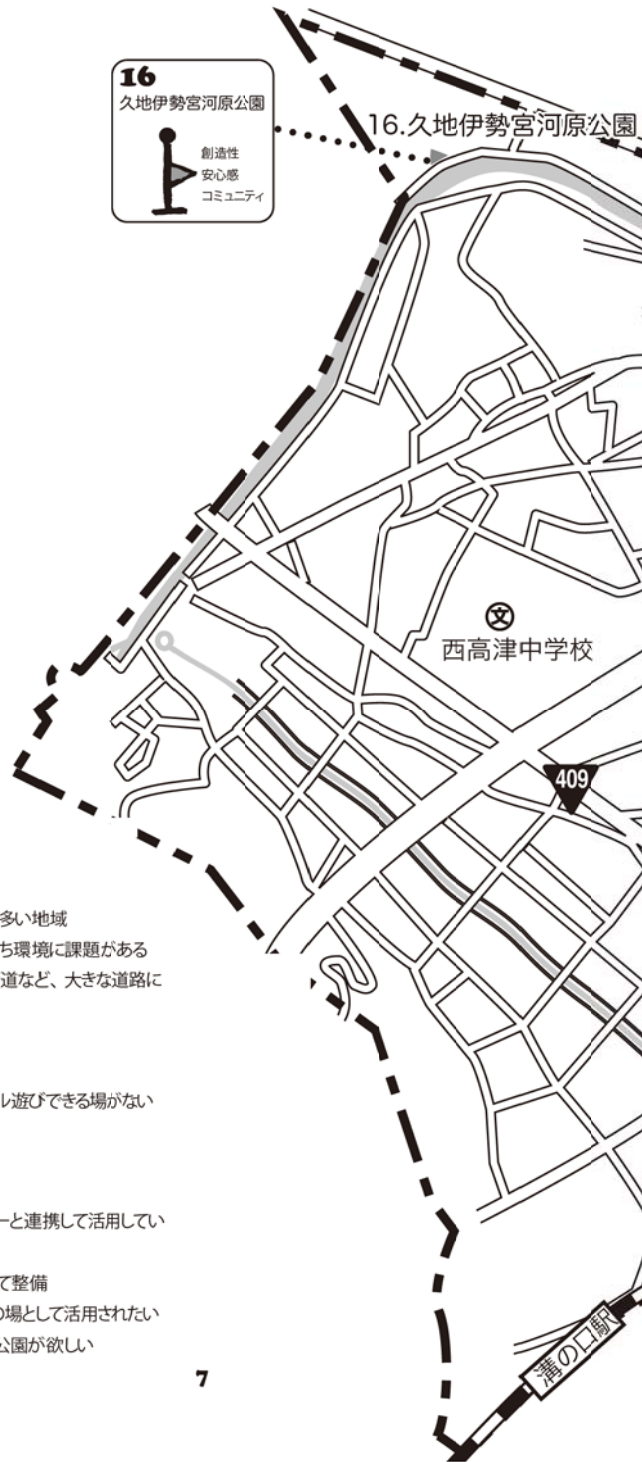 16
久地伊勢宮河原公園
創造性
安心感
コミュニティ
16.久地伊勢宮河原公園
文
西高津中学校
409
多い地域
ち環境に課題がある
道など、大きな道路に
ル遊びできる場がない
ーと連携して活用してい
て整備
の場として活用されたい
公園が欲しい
7
溝の口駅